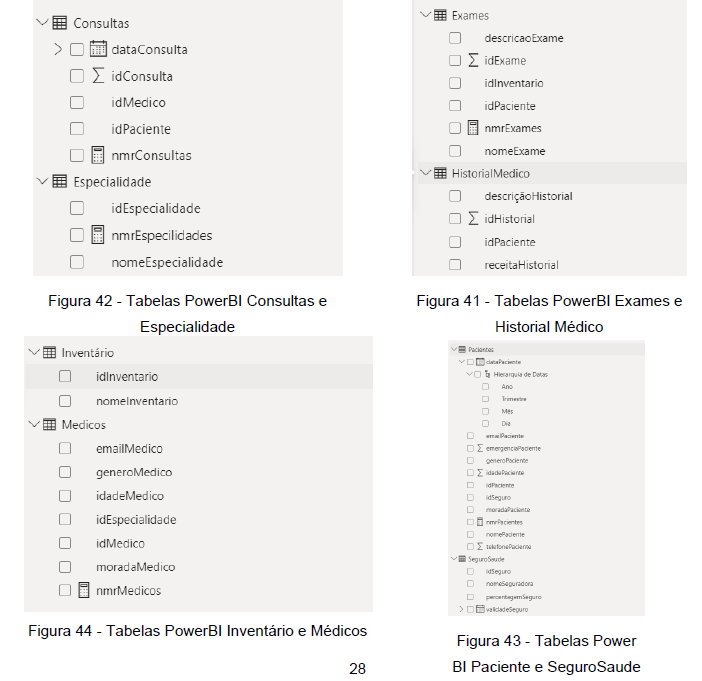 Consultas
dataConsulta
idConsulta
idMedico
idPaciente
nmrConsultas
Especialidade
idEspecialidade
nmrEspecilidades
nomeEspecialidade
Figura 42 - Tabelas PowerBI Consultas e
Especialidade
Exames
descricaoExame
idExame
idInventario
idPaciente
nmrExames
nomeExame
HistorialMedico
descriçãoHistorial
idHistorial
idPaciente
receitaHistorial
Figura 41 - Tabelas PowerBI Exames e
Historial Médico
Inventário
idInventario
nomeInventario
Medicos
emailMedico
generoMedico
idadeMedico
idEspecialidade
idMedico
moradaMedico
nmrMedicos
Figura 44 - Tabelas PowerBI Inventário e Médicos
Pacientes
dataPaciente
Hierarquia de Datas
Ano
Trimestre
Mês
Dia
emailPaciente
emergenciaPaciente
generoPaciente
idadePaciente
idPaciente
idSeguro
moradaPaciente
nmrPacientes
nomePaciente
telefonePaciente
SeguroSaude
idSeguro
nomeSeguradora
percentagemSeguro
validadeSeguro
Figura 43 - Tabelas Power
BI Paciente e SeguroSaude
28